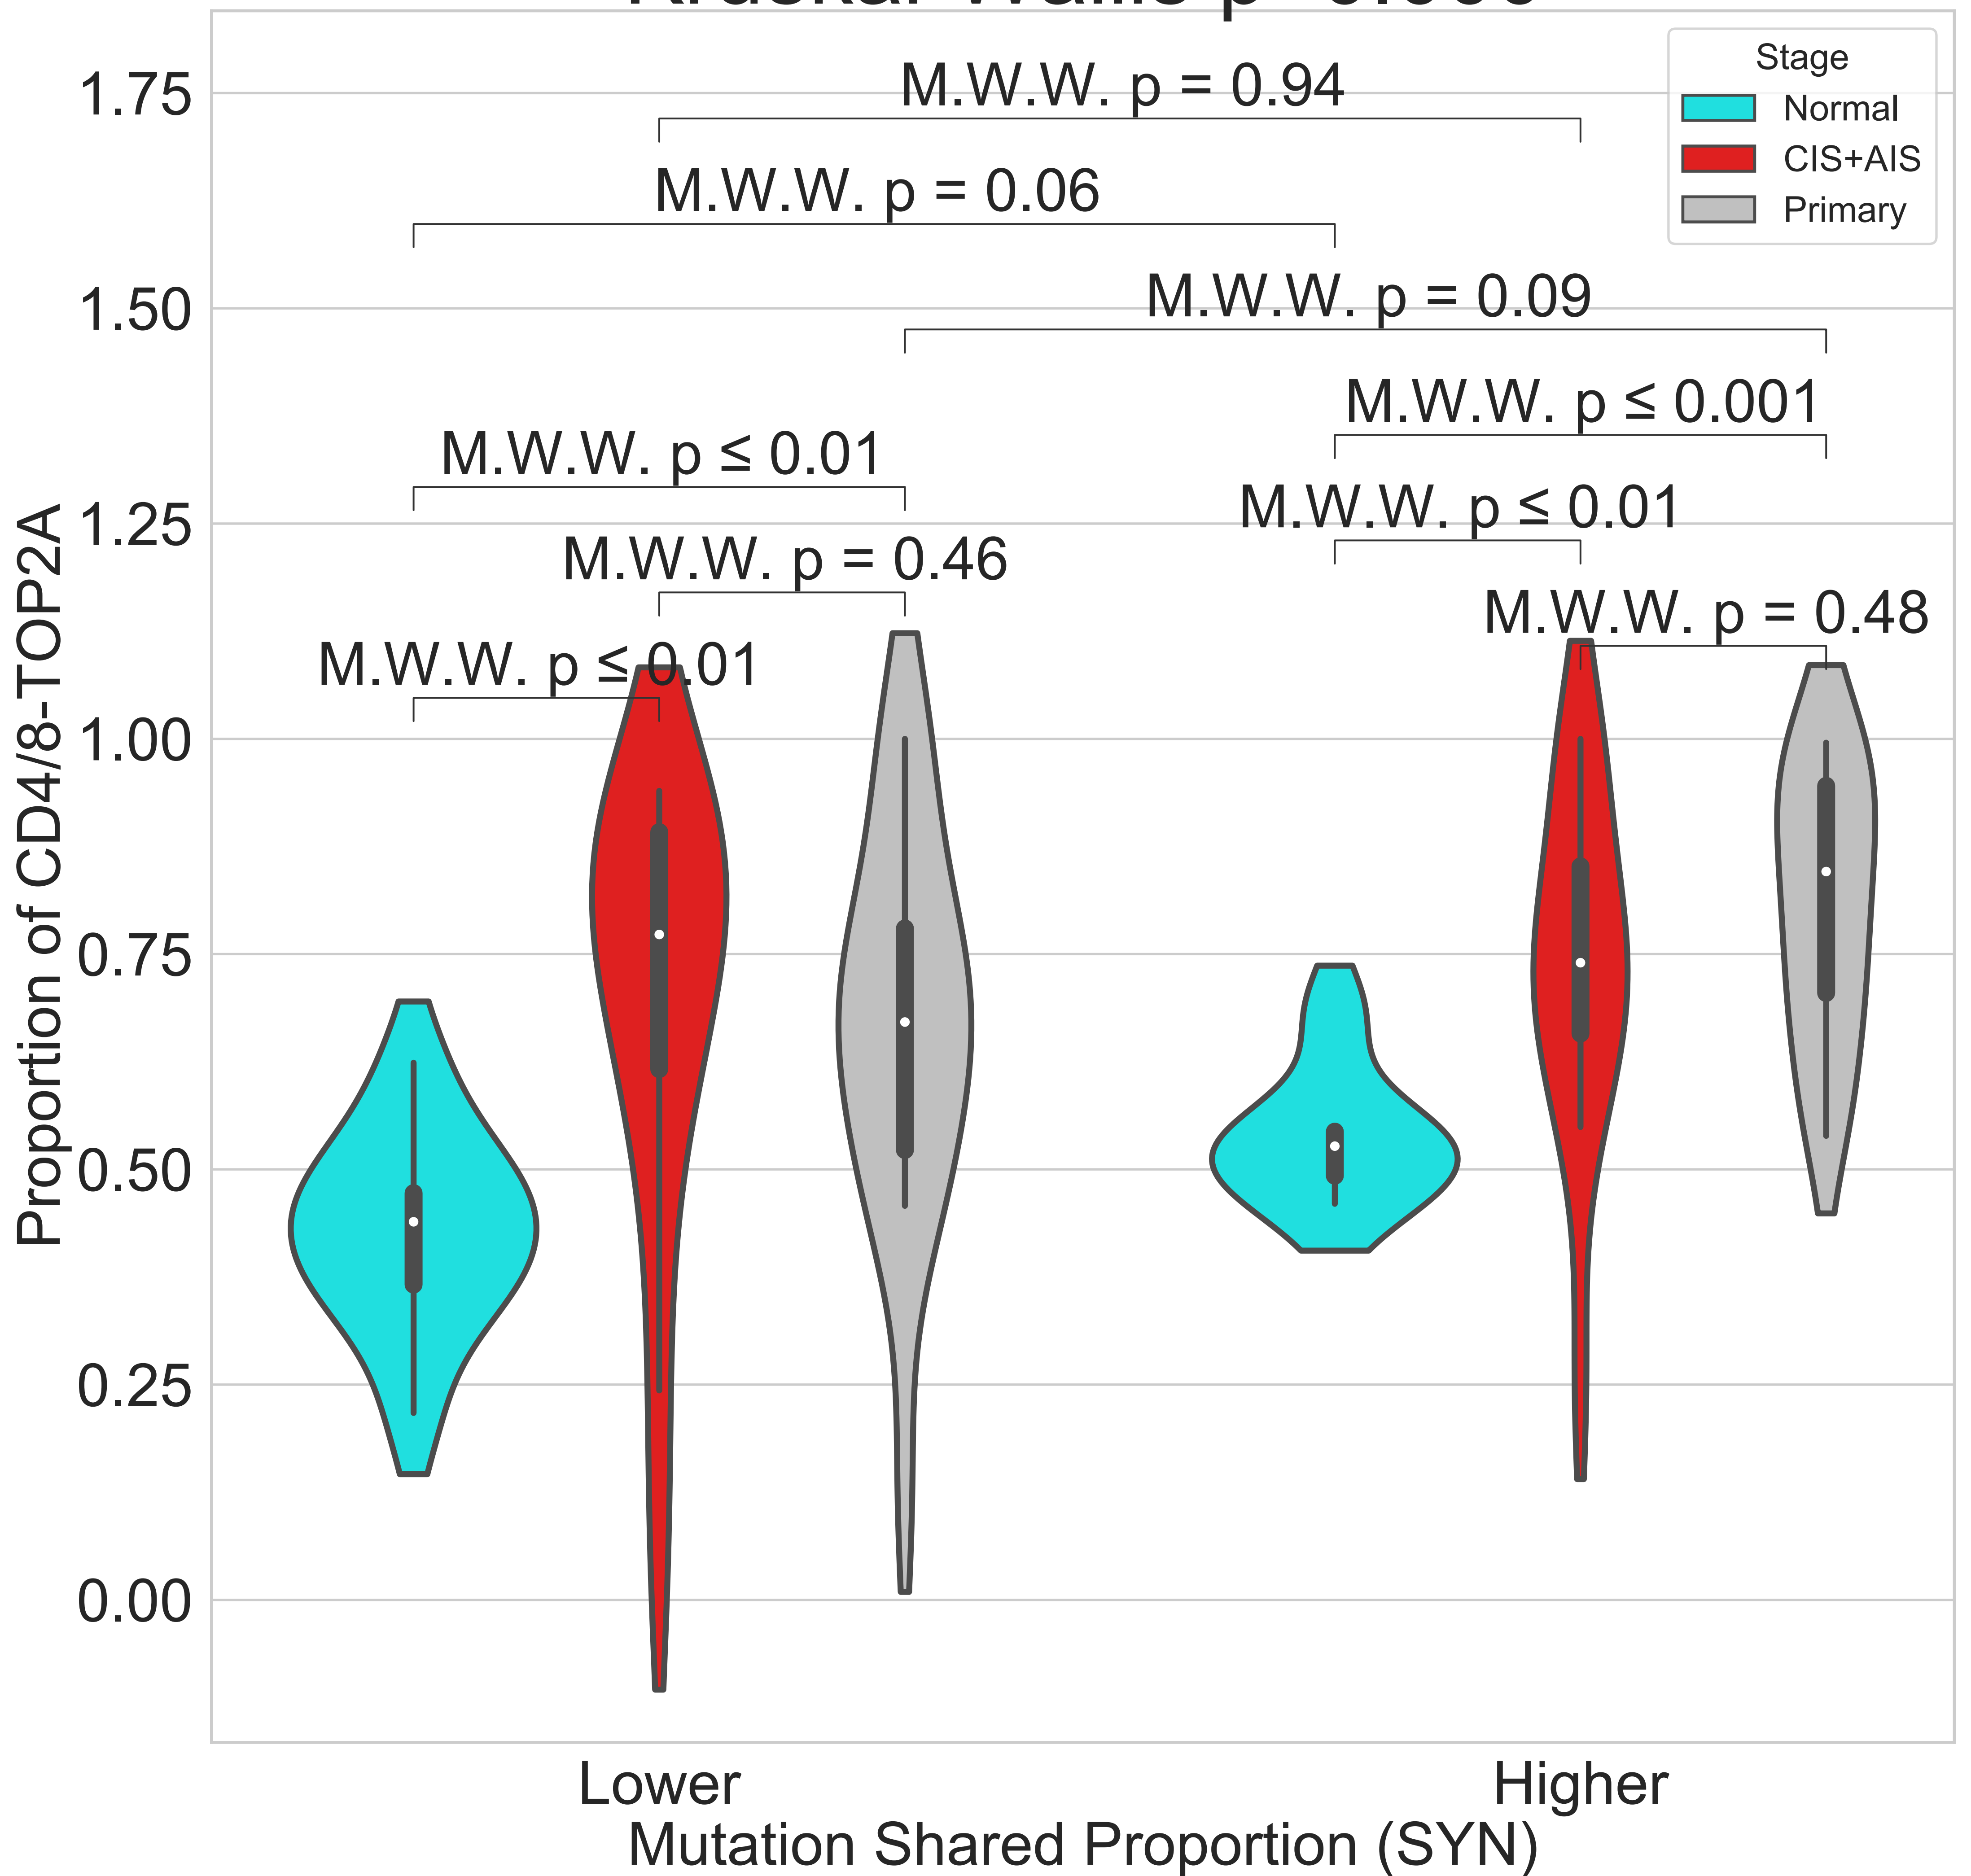 Stage
Normal
CIS+AIS
Primary
M.W.W. p = 0.94
M.W.W. p = 0.06
M.W.W. p = 0.09
M.W.W. p ≤ 0.001
M.W.W. p ≤ 0.01
M.W.W. p ≤ 0.01
M.W.W. p = 0.46
M.W.W. p = 0.48
M.W.W. p ≤ 0.01
1.75
1.50
1.25
1.00
0.75
0.50
0.25
0.00
Proportion of CD4/8-TOP2A
Lower
Higher
Mutation Shared Proportion (SYN)